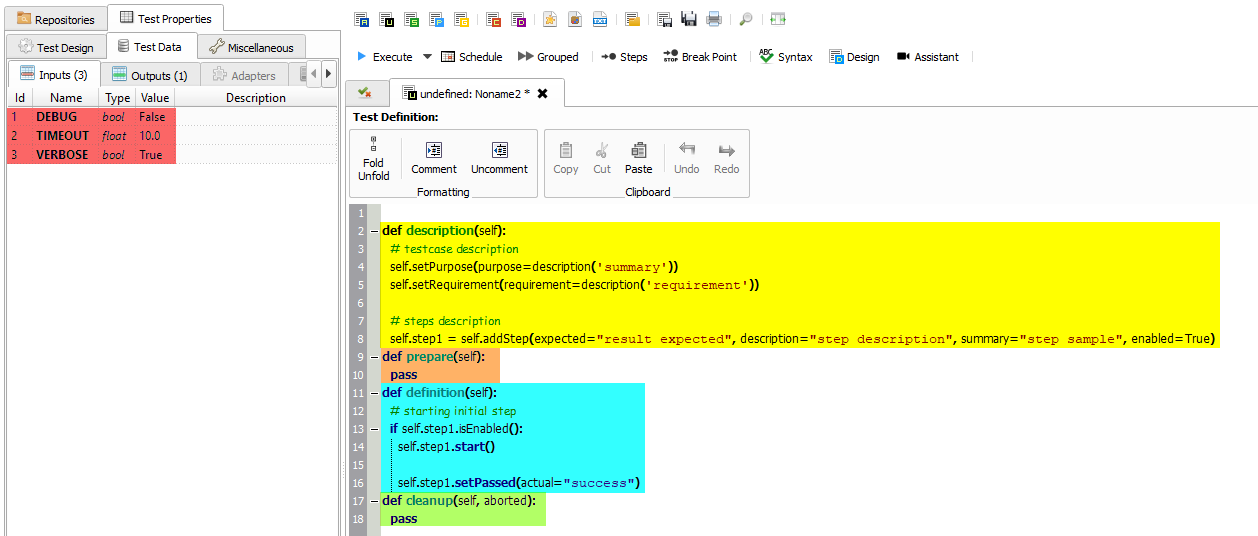 Repositories Test Properties
Test Design Test Data Miscellaneous
Inputs (3) Outputs (1) Adapters
Id Name Type Value Description
1 DEBUG bool False
2 TIMEOUT float 10.0
3 VERBOSE bool True
A U S P G C D TXT
Execute Schedule Grouped Steps STOP Break Point ABC Syntax Design Assistant
undefined: Noname2 *
Test Definition:
Fold Unfold Comment Uncomment Copy Cut Paste Undo Redo
Formatting Clipboard
1
2 def description(self):
3 # testcase description
4 self.setPurpose(purpose=description('summary'))
5 self.setRequirement(requirement=description('requirement'))
6
7 # steps description
8 self.step1 = self.addStep(expected="result expected", description="step description", summary="step sample", enabled=True)
9 def prepare(self):
10 pass
11 def definition(self):
12 # starting initial step
13 if self.step1.isEnabled():
14 self.step1.start()
15
16 self.step1.setPassed(actual="success")
17 def cleanup(self, aborted):
18 pass